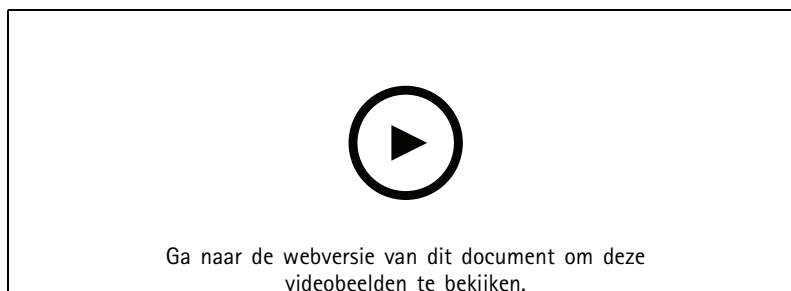 Ga naar de webversie van dit document om deze
videobeelden te bekijken.